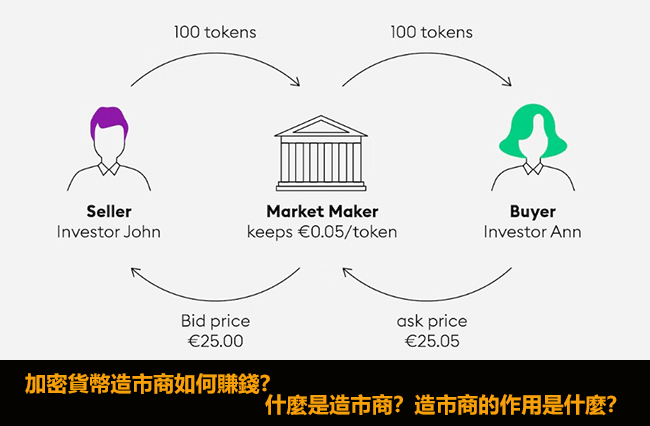 100 tokens
100 tokens
Seller
Investor John
Market Maker
keeps €0.05/token
Buyer
Investor Ann
Bid price
€25.00
ask price
€25.05
加密貨幣造市商如何賺錢?
什麼是造市商? 造市商的作用是什麼?